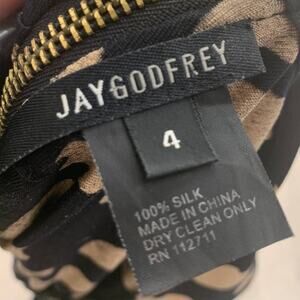 JAYGODFREY
4
100% SILK
MADE IN CHINA
DRY CLEAN ONLY
RN 112711